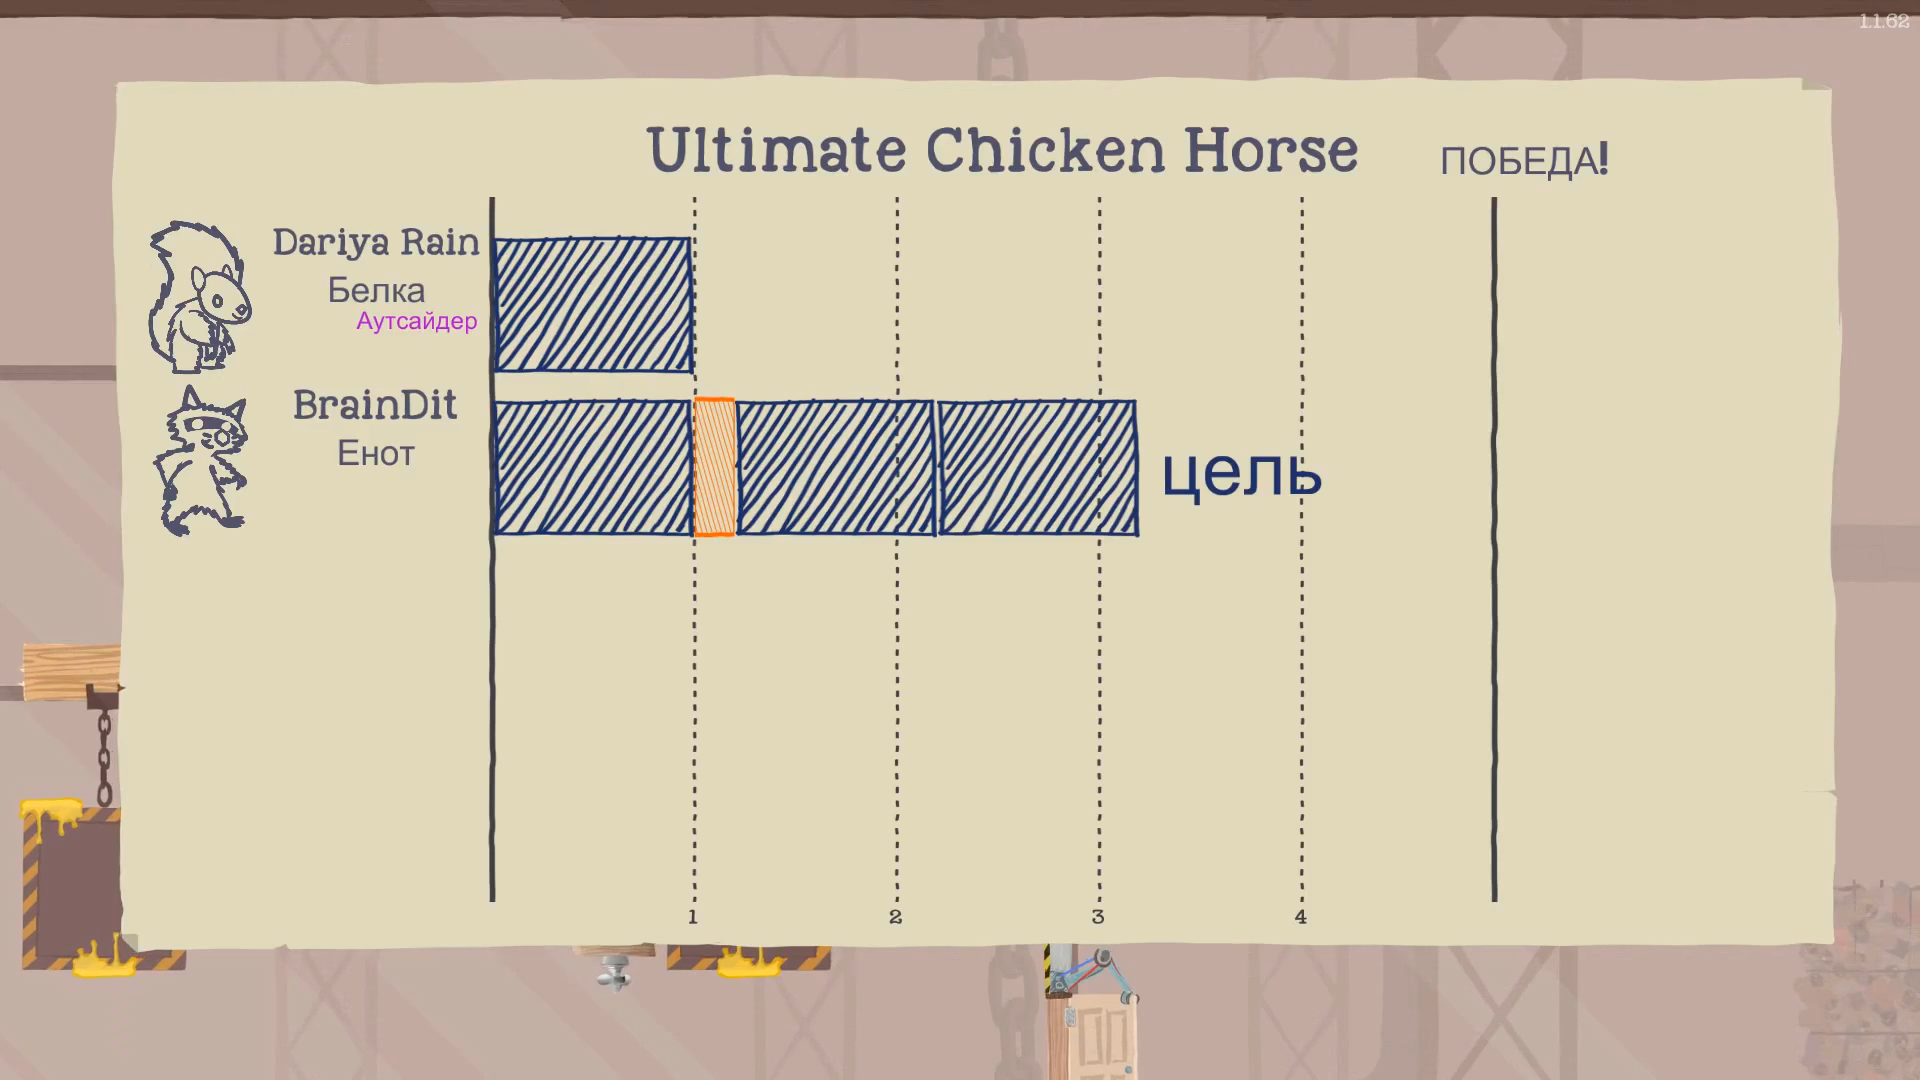 1.1.62
Ultimate Chicken Horse
ПОБЕДА!
Dariya Rain
Белка
Аутсайдер
BrainDit
Енот
цель
1 2 3 4